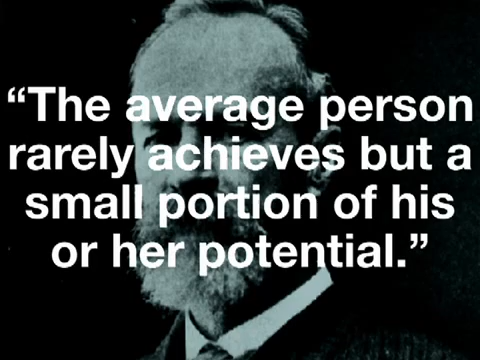 “The average person
rarely achieves but a
small portion of his
or her potential.”